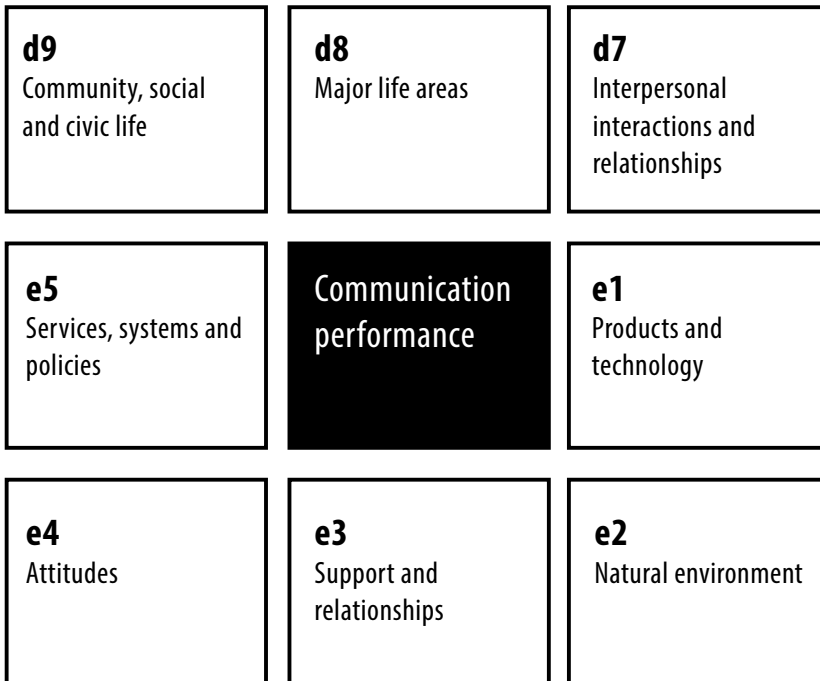 d9
Community, social
and civic life
d8
Major life areas
d7
Interpersonal
interactions and
relationships
e5
Services, systems and
policies
Communication
performance
e1
Products and
technology
e4
Attitudes
e3
Support and
relationships
e2
Natural environment